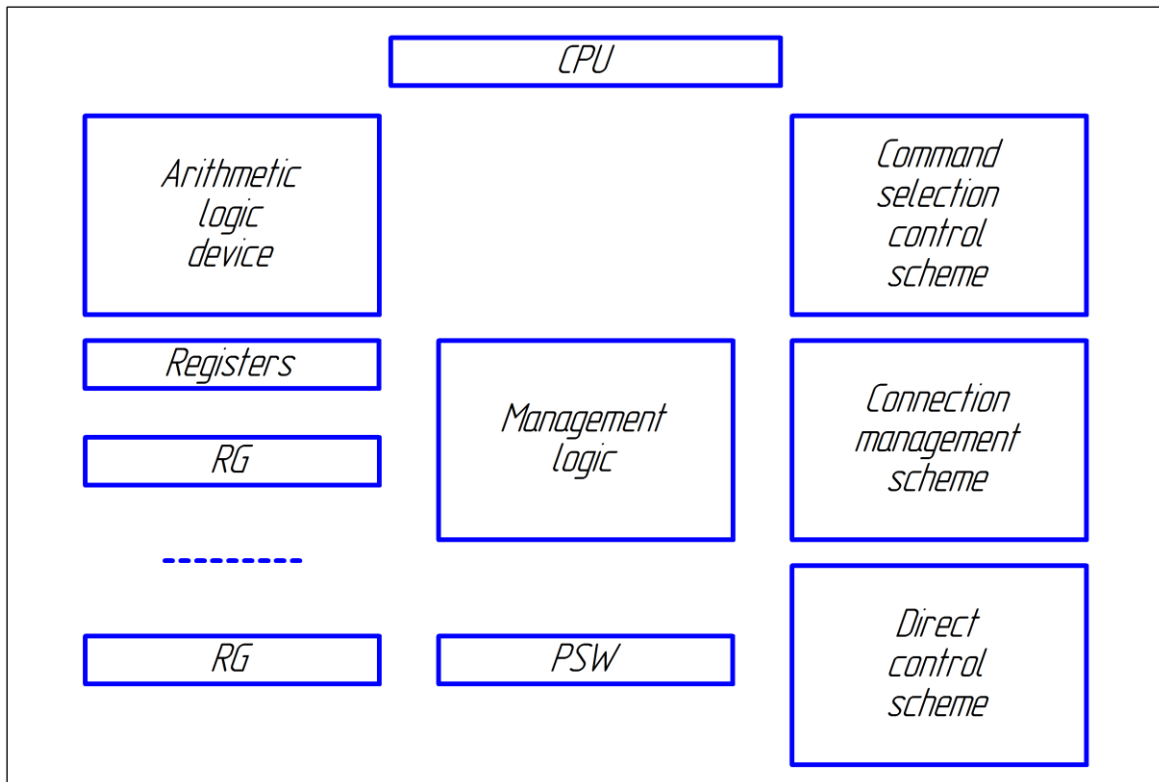 CPU
Arithmetic
logic
device
Command
selection
control
scheme
Registers
RG
Management
logic
Connection
management
scheme
RG
PSW
Direct
control
scheme